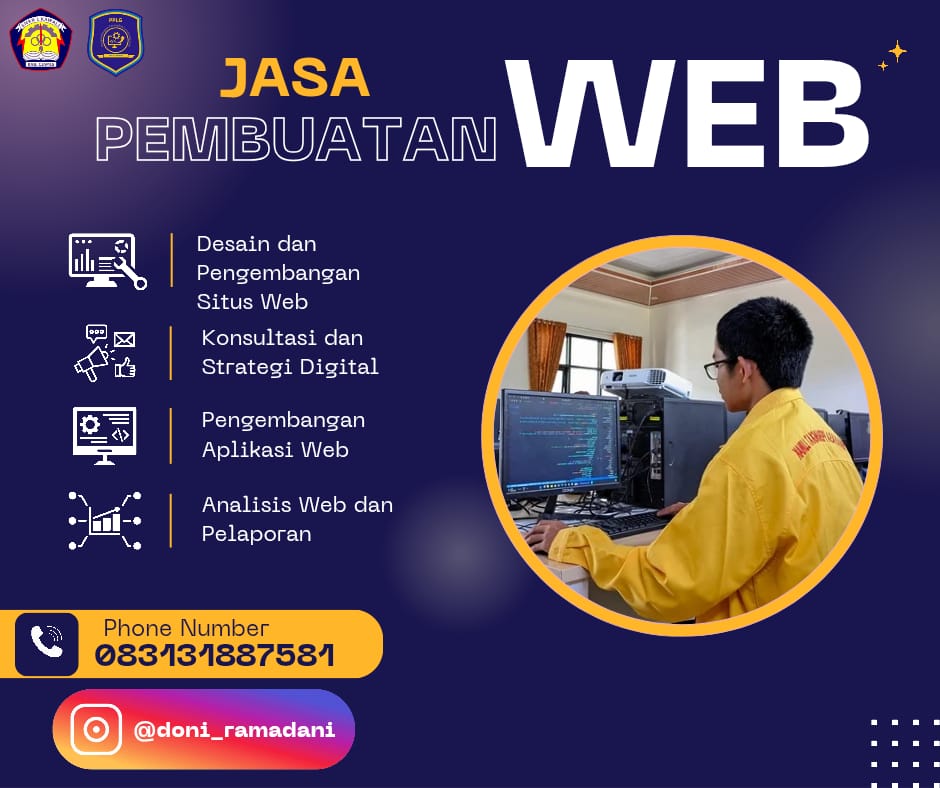 PPLG
JASA
PEMBUATAN WEB
Desain dan
Pengembangan
Situs Web
Konsultasi dan
Strategi Digital
Pengembangan
Aplikasi Web
Analisis Web dan
Pelaporan
Phone Number
083131887581
@doni_ramadani